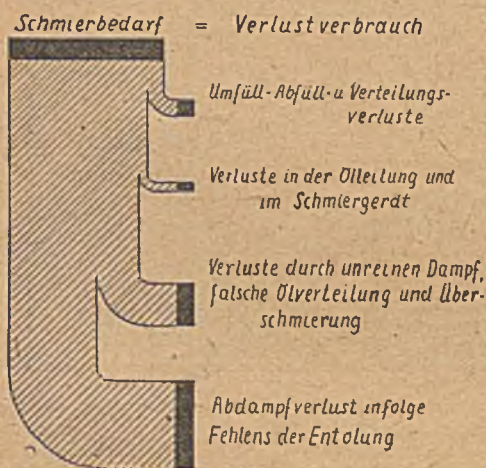 Schmierbedarf = Verlustverbrauch
Umfüll-Abfüll-u Verteilungs-
verluste
Verluste in der Ölleitung und
im Schmiergerät
Verluste durch unreinen Dampf,
falsche Ölverteilung und Über-
schmierung
Abdampfverlust infolge
Fehlens der Entölung